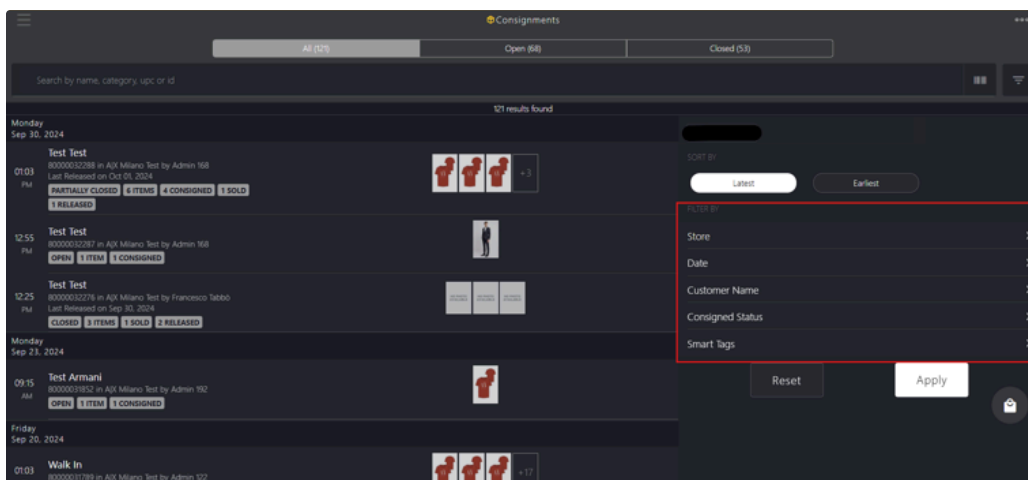 Consignments
All (121)
Open (68)
Closed (53)
Search by name, category, upc or id
121 results found
Monday
Sep 30, 2024
01:03 PM
Test Test
80000032288 in A|X Milano Test by Admin 168
Last Released on Oct 01, 2024
PARTIALLY CLOSED 6 ITEMS 4 CONSIGNED 1 SOLD
1 RELEASED
+3
12:55 PM
Test Test
80000032287 in A|X Milano Test by Admin 168
OPEN 1 ITEM 1 CONSIGNED
12:25 PM
Test Test
80000032276 in A|X Milano Test by Francesco Tabbò
Last Released on Sep 30, 2024
CLOSED 3 ITEMS 1 SOLD 2 RELEASED
Monday
Sep 23, 2024
09:15 AM
Test Armani
80000031852 in A|X Milano Test by Admin 192
OPEN 1 ITEM 1 CONSIGNED
Friday
Sep 20, 2024
01:03
Walk In
80000031789 in A|X Milano Test by Admin 122
+17
SORT BY
Latest
Earliest
FILTER BY
Store
Date
Customer Name
Consigned Status
Smart Tags
Reset
Apply